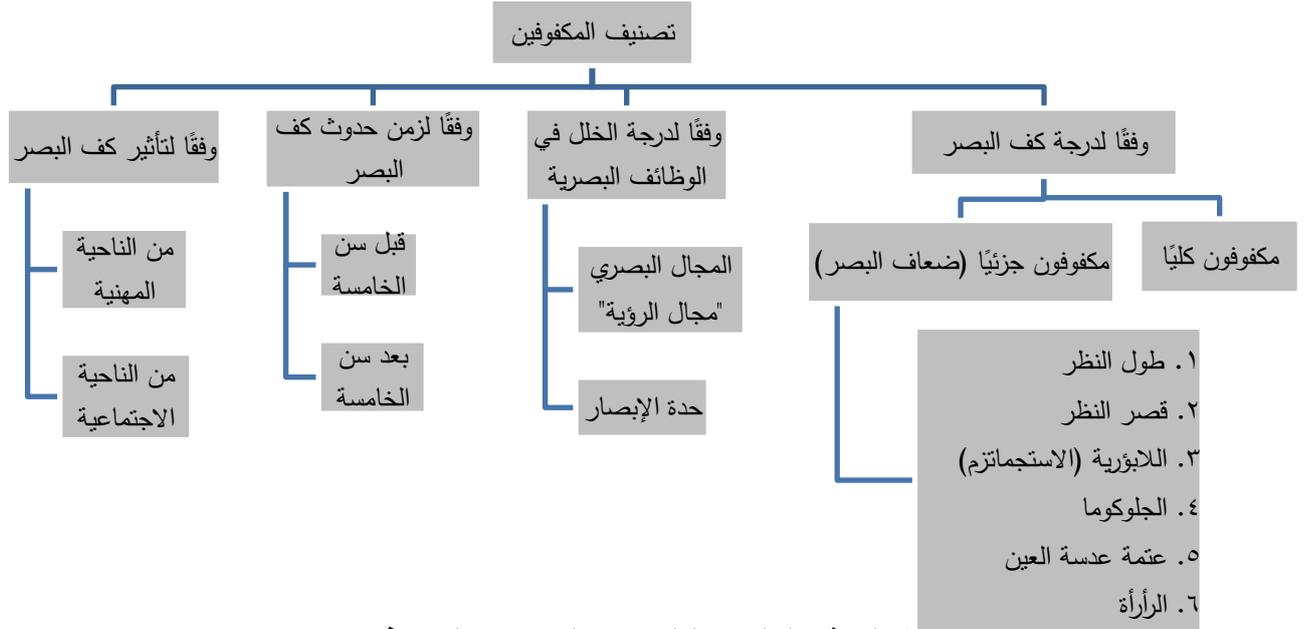 تصنيف المكفوفين
وفقًا لدرجة كف البصر
مكفوفون كليًا
مكفوفون جزئيًا (ضعاف البصر)
١. طول النظر
٢. قصر النظر
٣. اللابؤرية (الاستجماتزم)
٤. الجلوكوما
٥. عتمة عدسة العين
٦. الرأرأة
وفقًا لدرجة الخلل في
الوظائف البصرية
المجال البصري
"مجال الرؤية"
حدة الإبصار
وفقًا لزمن حدوث كف
البصر
قبل سن
الخامسة
بعد سن
الخامسة
وفقًا لتأثير كف البصر
من الناحية
المهنية
من الناحية
الاجتماعية